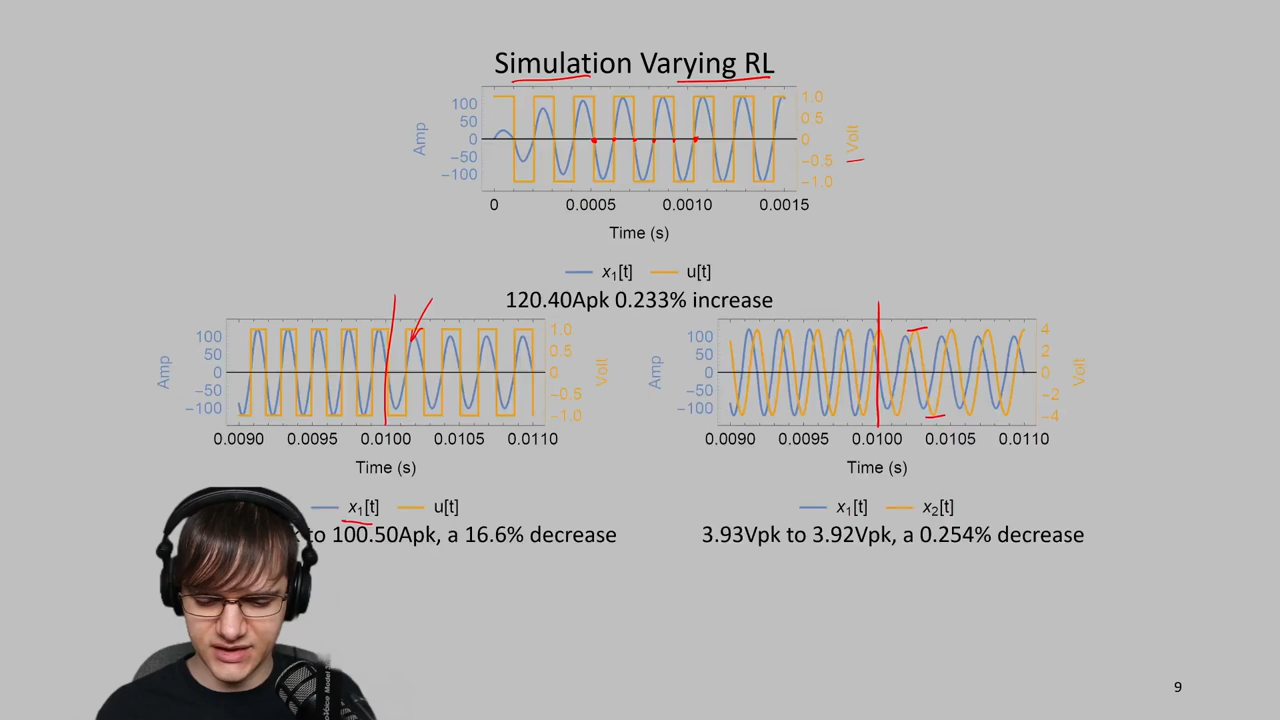 Simulation Varying RL
Amp
100
50
0
−50
−100
1.0
0.5
0
−0.5
−1.0
Volt
0 0.0005 0.0010 0.0015
Time (s)
x₁[t] u[t]
120.40Apk 0.233% increase
Amp
100
50
0
−50
−100
1.0
0.5
0
−0.5
−1.0
Volt
0.0090 0.0095 0.0100 0.0105 0.0110
Time (s)
x₁[t] u[t]
to 100.50Apk, a 16.6% decrease
Amp
100
50
0
−50
−100
4
2
0
−2
−4
Volt
0.0090 0.0095 0.0100 0.0105 0.0110
Time (s)
x₁[t] x₂[t]
3.93Vpk to 3.92Vpk, a 0.254% decrease
9